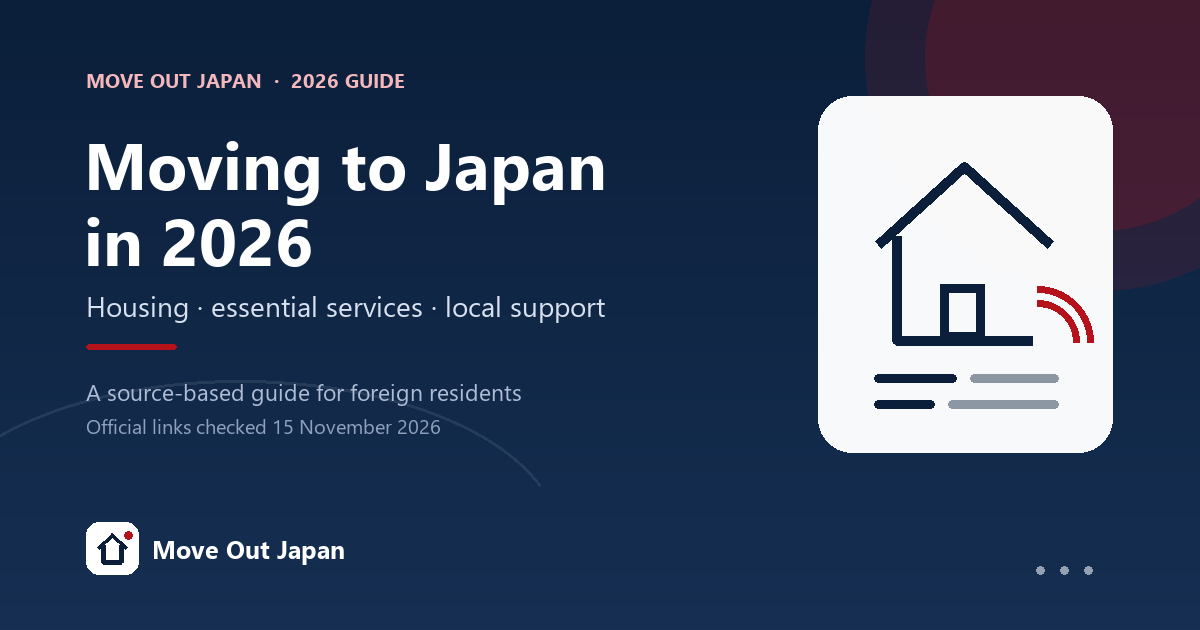 MOVE OUT JAPAN · 2026 GUIDE
Moving to Japan
in 2026
Housing · essential services · local support
A source-based guide for foreign residents
Official links checked 15 November 2026
Move Out Japan